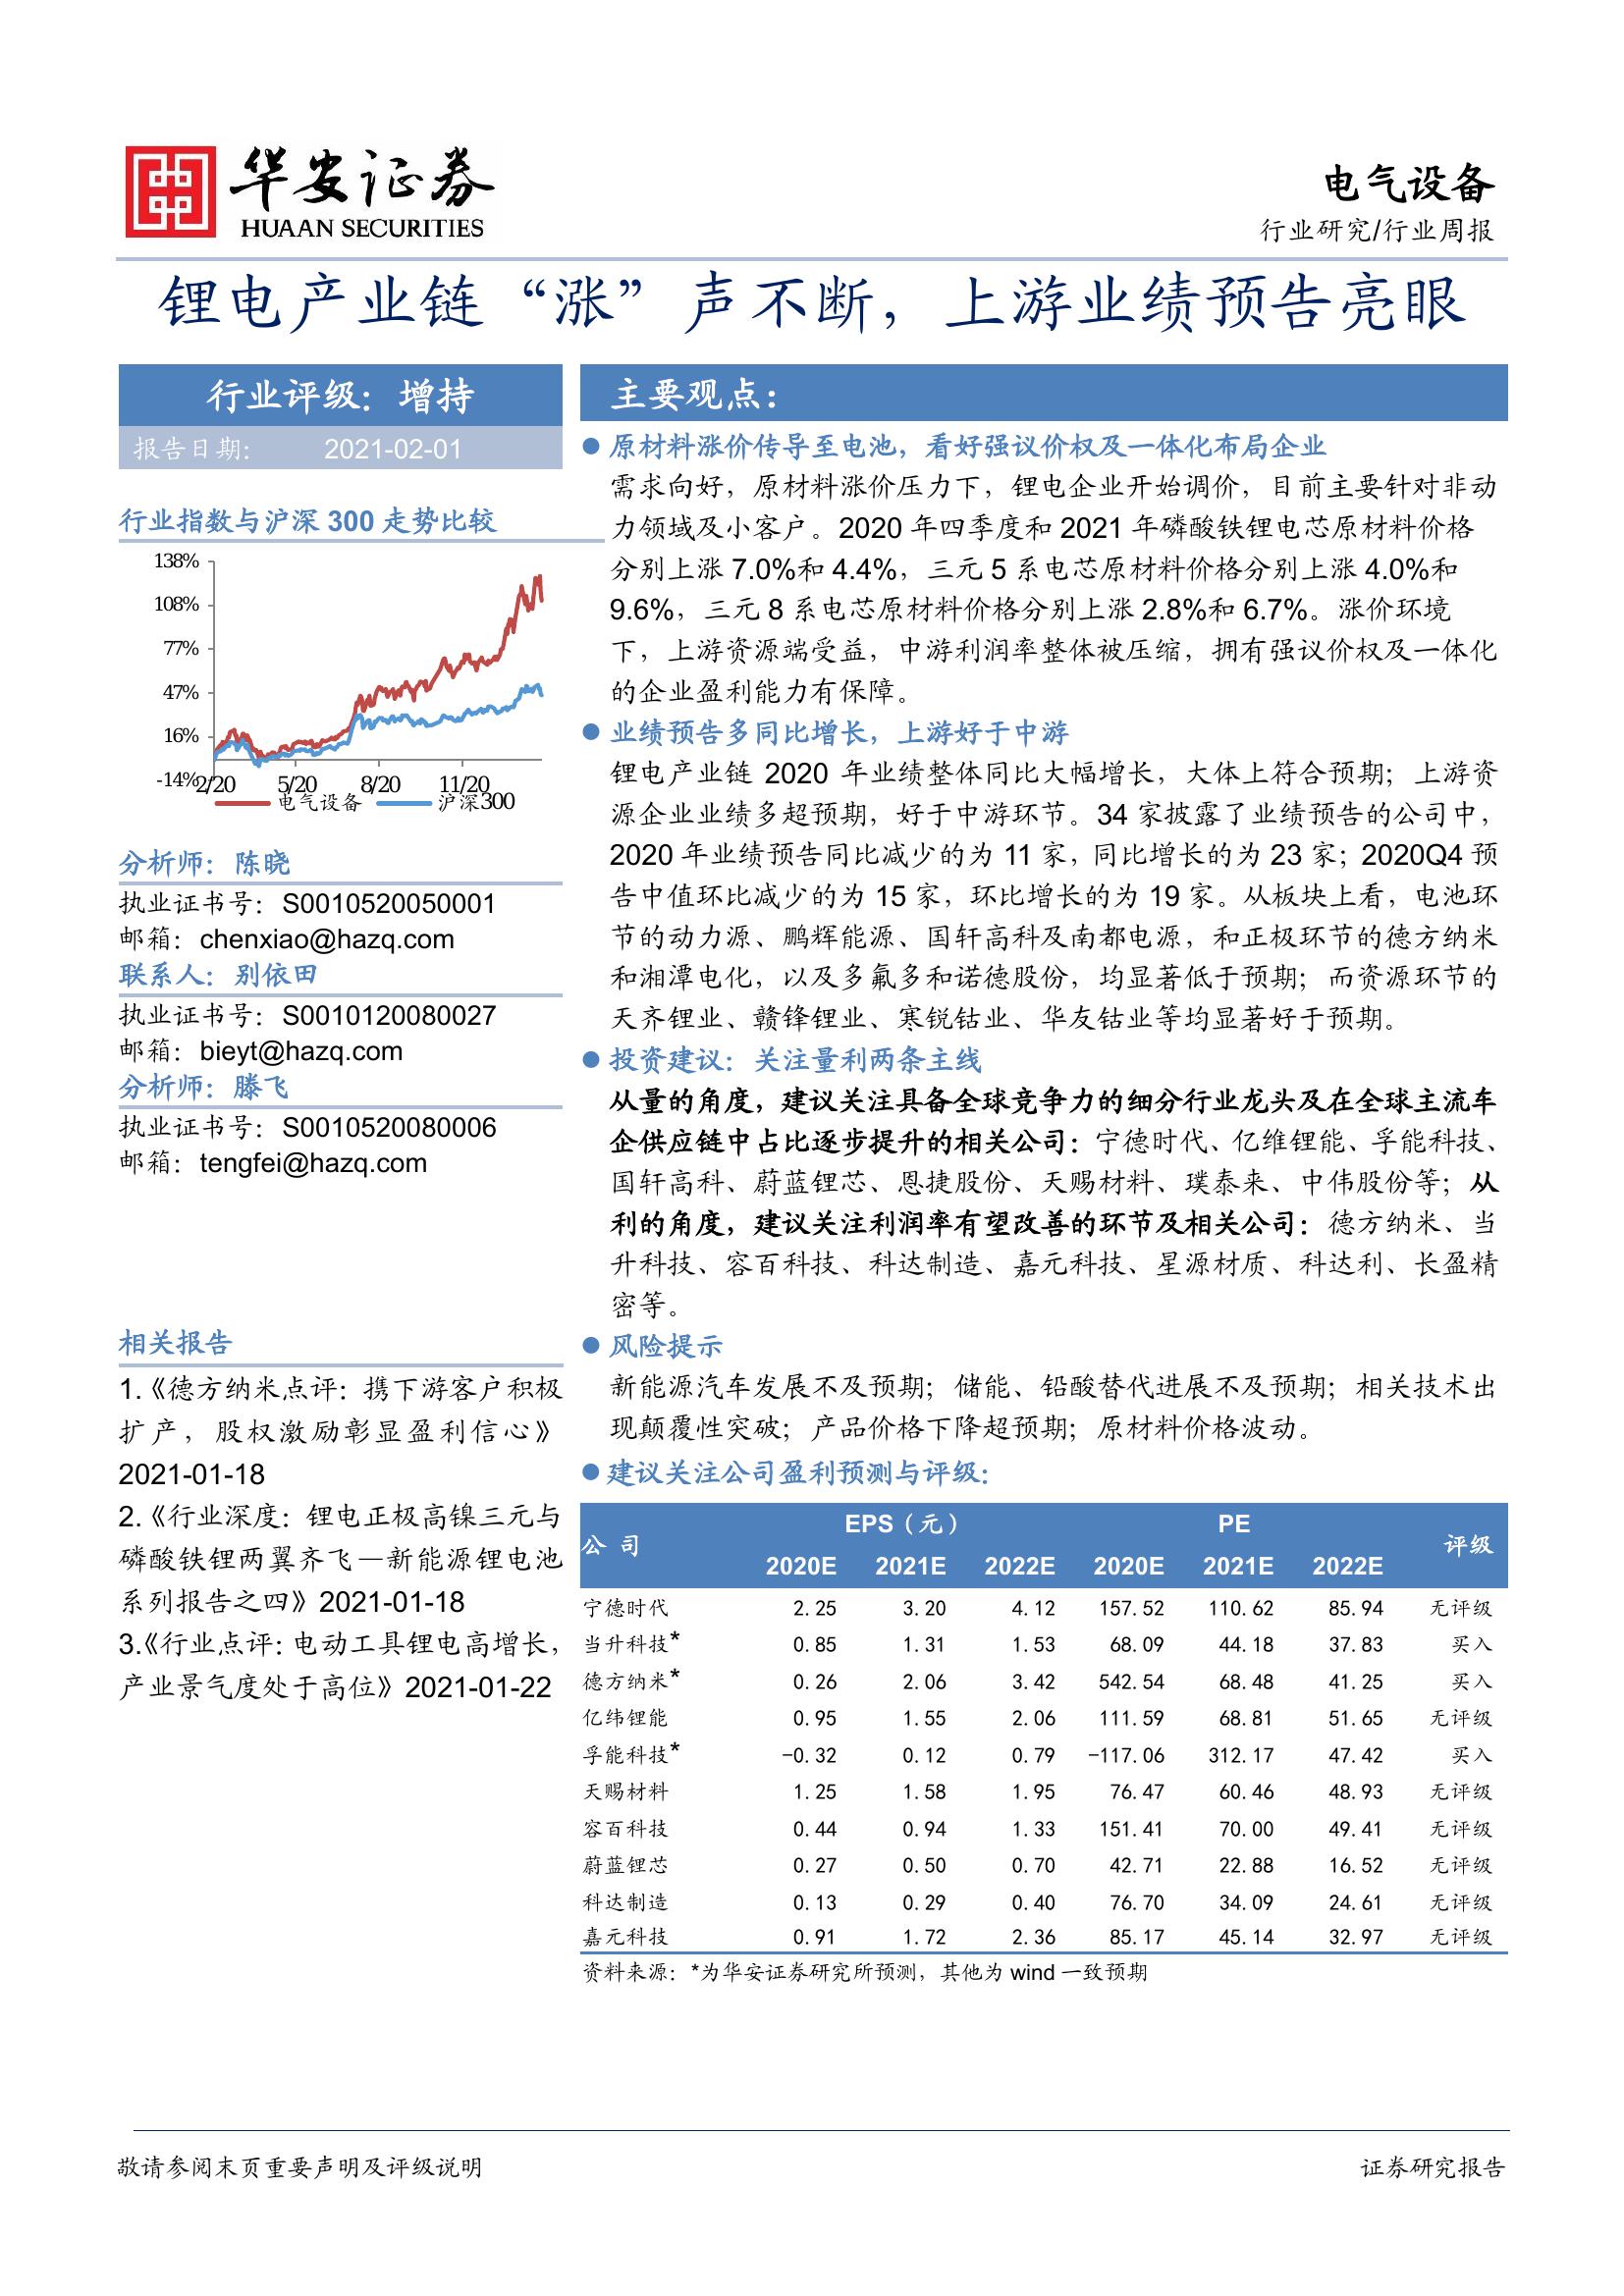 华安证券
HUAAN SECURITIES
电气设备
行业研究/行业周报
锂电产业链“涨”声不断，上游业绩预告亮眼
行业评级：增持
报告日期： 2021-02-01
行业指数与沪深 300 走势比较
138%
108%
77%
47%
16%
-14%
2/20 5/20 8/20 11/20
电气设备 沪深300
分析师：陈晓
执业证书号：S0010520050001
邮箱：chenxiao@hazq.com
联系人：别依田
执业证书号：S0010120080027
邮箱：bieyt@hazq.com
分析师：滕飞
执业证书号：S0010520080006
邮箱：tengfei@hazq.com
相关报告
1.《德方纳米点评：携下游客户积极
扩产，股权激励彰显盈利信心》
2021-01-18
2.《行业深度：锂电正极高镍三元与
磷酸铁锂两翼齐飞—新能源锂电池
系列报告之四》2021-01-18
3.《行业点评：电动工具锂电高增长，
产业景气度处于高位》2021-01-22
主要观点：
● 原材料涨价传导至电池，看好强议价权及一体化布局企业
需求向好，原材料涨价压力下，锂电企业开始调价，目前主要针对非动
力领域及小客户。2020 年四季度和 2021 年磷酸铁锂电芯原材料价格
分别上涨 7.0%和 4.4%，三元 5 系电芯原材料价格分别上涨 4.0%和
9.6%，三元 8 系电芯原材料价格分别上涨 2.8%和 6.7%。涨价环境
下，上游资源端受益，中游利润率整体被压缩，拥有强议价权及一体化
的企业盈利能力有保障。
● 业绩预告多同比增长，上游好于中游
锂电产业链 2020 年业绩整体同比大幅增长，大体上符合预期；上游资
源企业业绩多超预期，好于中游环节。34 家披露了业绩预告的公司中，
2020 年业绩预告同比减少的为 11 家，同比增长的为 23 家；2020Q4 预
告中值环比减少的为 15 家，环比增长的为 19 家。从板块上看，电池环
节的动力源、鹏辉能源、国轩高科及南都电源，和正极环节的德方纳米
和湘潭电化，以及多氟多和诺德股份，均显著低于预期；而资源环节的
天齐锂业、赣锋锂业、寒锐钴业、华友钴业等均显著好于预期。
● 投资建议：关注量利两条主线
从量的角度，建议关注具备全球竞争力的细分行业龙头及在全球主流车
企供应链中占比逐步提升的相关公司：宁德时代、亿维锂能、孚能科技、
国轩高科、蔚蓝锂芯、恩捷股份、天赐材料、璞泰来、中伟股份等；从
利的角度，建议关注利润率有望改善的环节及相关公司：德方纳米、当
升科技、容百科技、科达制造、嘉元科技、星源材质、科达利、长盈精
密等。
● 风险提示
新能源汽车发展不及预期；储能、铅酸替代进展不及预期；相关技术出
现颠覆性突破；产品价格下降超预期；原材料价格波动。
● 建议关注公司盈利预测与评级：
公 司 EPS（元） PE 评级
2020E 2021E 2022E 2020E 2021E 2022E
宁德时代 2.25 3.20 4.12 157.52 110.62 85.94 无评级
当升科技* 0.85 1.31 1.53 68.09 44.18 37.83 买入
德方纳米* 0.26 2.06 3.42 542.54 68.48 41.25 买入
亿纬锂能 0.95 1.55 2.06 111.59 68.81 51.65 无评级
孚能科技* -0.32 0.12 0.79 -117.06 312.17 47.42 买入
天赐材料 1.25 1.58 1.95 76.47 60.46 48.93 无评级
容百科技 0.44 0.94 1.33 151.41 70.00 49.41 无评级
蔚蓝锂芯 0.27 0.50 0.70 42.71 22.88 16.52 无评级
科达制造 0.13 0.29 0.40 76.70 34.09 24.61 无评级
嘉元科技 0.91 1.72 2.36 85.17 45.14 32.97 无评级
资料来源：*为华安证券研究所预测，其他为 wind 一致预期
敬请参阅末页重要声明及评级说明
证券研究报告